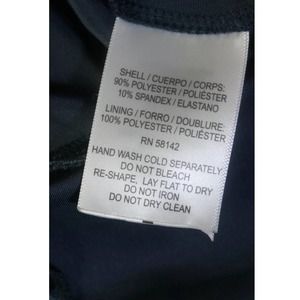 SHELL / CUERPO / CORPS:
90% POLYESTER / POLIÉSTER
10% SPANDEX / ELASTANO
LINING / FORRO / DOUBLURE:
100% POLYESTER / POLIÉSTER
RN 58142
HAND WASH COLD SEPARATELY
DO NOT BLEACH
RE-SHAPE. LAY FLAT TO DRY
DO NOT IRON
DO NOT DRY CLEAN